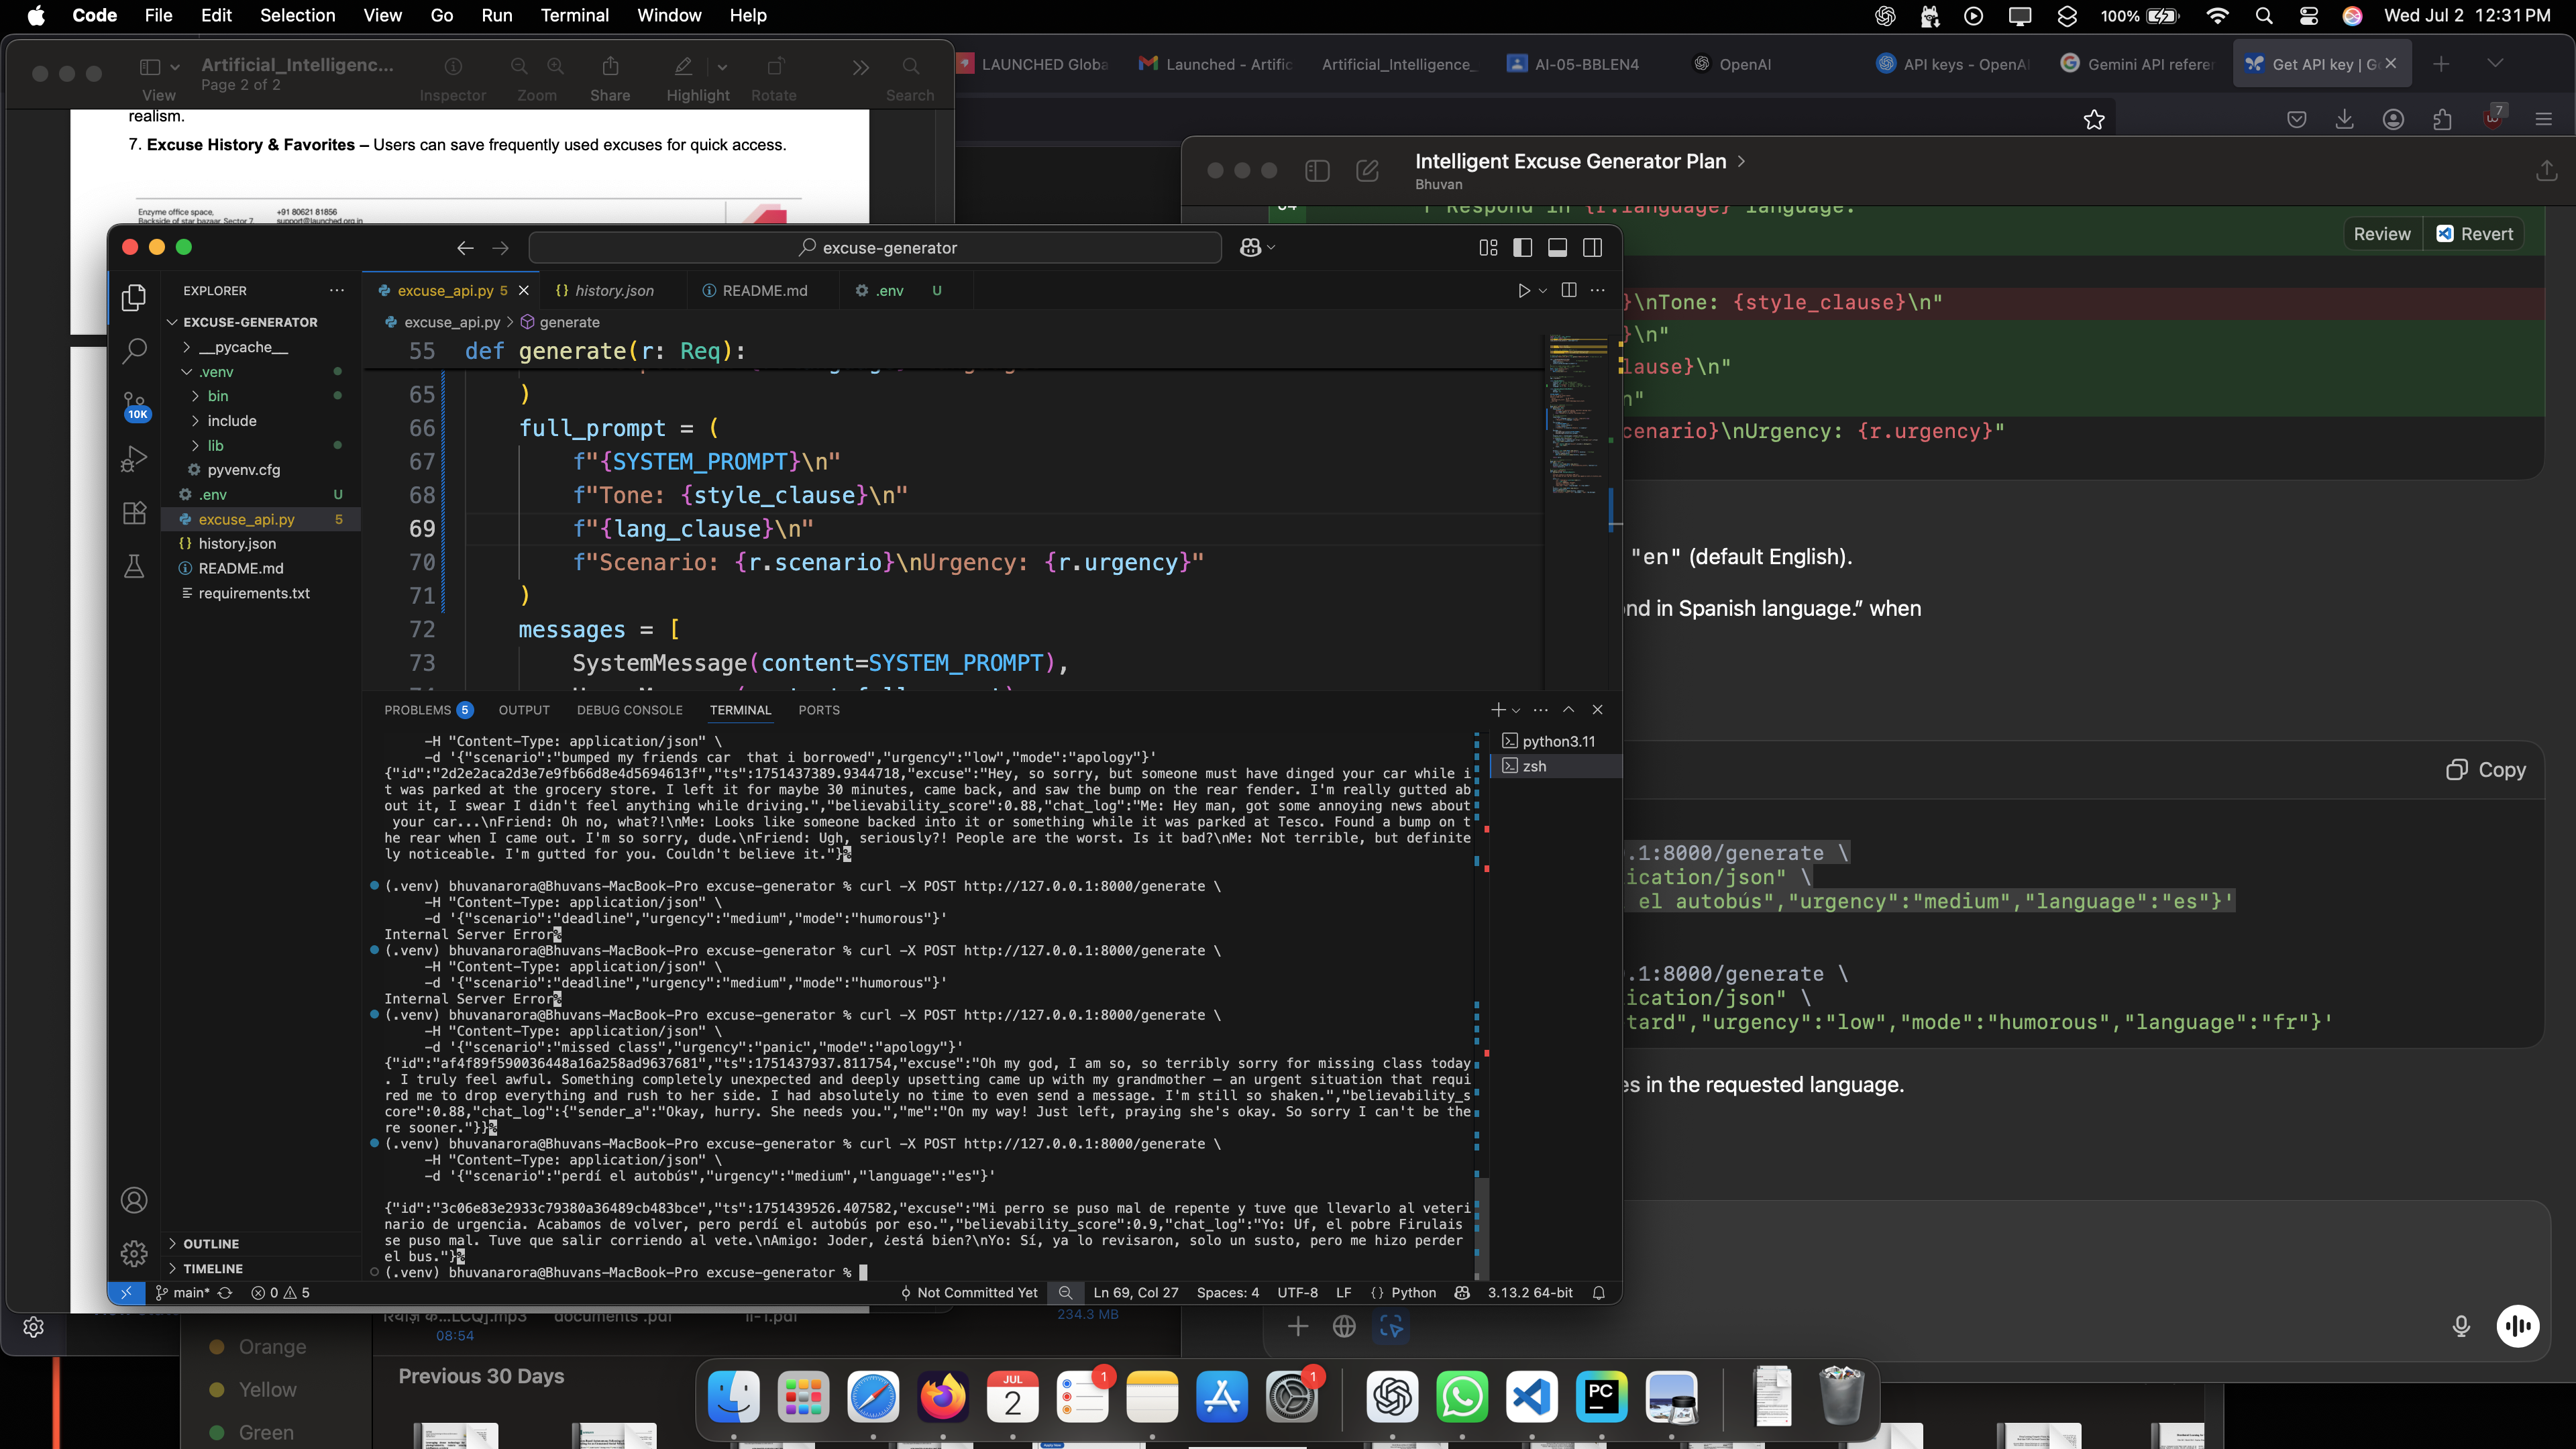 Code File Edit Selection View Go Run Terminal Window Help
100% Wed Jul 2 12:31 PM
Artificial_Intelligenc...
Page 2 of 2
View Inspector Zoom Share Highlight Rotate Search
LAUNCHED Globa
Launched - Artific
Artificial_Intelligence_
AI-05-BBLEN4
OpenAI
API keys - OpenAI
Gemini API refere
Get API key | G
7
realism.
7. Excuse History & Favorites – Users can save frequently used excuses for quick access.
Enzyme office space, +91 80621 81856
Backside of star bazaar, Sector 7 support@launched.org.in
Intelligent Excuse Generator Plan
Bhuvan
Respond in {r.language} language.
Review Revert
}\nTone: {style_clause}\n"
}\n"
lause}\n"
n"
cenario}\nUrgency: {r.urgency}"
"en" (default English).
nd in Spanish language.” when
Copy
.1:8000/generate \
ication/json" \
el autobús","urgency":"medium","language":"es"}'
.1:8000/generate \
ication/json" \
tard","urgency":"low","mode":"humorous","language":"fr"}'
es in the requested language.
excuse-generator
EXPLORER
EXCUSE-GENERATOR
__pycache__
.venv
bin
include
lib
pyvenv.cfg
.env U
excuse_api.py 5
history.json
README.md
requirements.txt
10K
OUTLINE
TIMELINE
excuse_api.py 5
history.json
README.md
.env U
excuse_api.py > generate
55 def generate(r: Req):
65 )
66 full_prompt = (
67 f"{SYSTEM_PROMPT}\n"
68 f"Tone: {style_clause}\n"
69 f"{lang_clause}\n"
70 f"Scenario: {r.scenario}\nUrgency: {r.urgency}"
71 )
72 messages = [
73 SystemMessage(content=SYSTEM_PROMPT),
PROBLEMS 5 OUTPUT DEBUG CONSOLE TERMINAL PORTS
python3.11
zsh
-H "Content-Type: application/json" \
-d '{"scenario":"bumped my friends car  that i borrowed","urgency":"low","mode":"apology"}'
{"id":"2d2e2aca2d3e7e9fb66d8e4d5694613f","ts":1751437389.9344718,"excuse":"Hey, so sorry, but someone must have dinged your car while i
t was parked at the grocery store. I left it for maybe 30 minutes, came back, and saw the bump on the rear fender. I'm really gutted ab
out it, I swear I didn't feel anything while driving.","believability_score":0.88,"chat_log":"Me: Hey man, got some annoying news about
your car...\nFriend: Oh no, what?!\nMe: Looks like someone backed into it or something while it was parked at Tesco. Found a bump on t
he rear when I came out. I'm so sorry, dude.\nFriend: Ugh, seriously?! People are the worst. Is it bad?\nMe: Not terrible, but definite
ly noticeable. I'm gutted for you. Couldn't believe it."}%
(.venv) bhuvanarora@Bhuvans-MacBook-Pro excuse-generator % curl -X POST http://127.0.0.1:8000/generate \
-H "Content-Type: application/json" \
-d '{"scenario":"deadline","urgency":"medium","mode":"humorous"}'
Internal Server Error%
(.venv) bhuvanarora@Bhuvans-MacBook-Pro excuse-generator % curl -X POST http://127.0.0.1:8000/generate \
-H "Content-Type: application/json" \
-d '{"scenario":"deadline","urgency":"medium","mode":"humorous"}'
Internal Server Error%
(.venv) bhuvanarora@Bhuvans-MacBook-Pro excuse-generator % curl -X POST http://127.0.0.1:8000/generate \
-H "Content-Type: application/json" \
-d '{"scenario":"missed class","urgency":"panic","mode":"apology"}'
{"id":"af4f89f590036448a16a258ad9637681","ts":1751437937.811754,"excuse":"Oh my god, I am so, so terribly sorry for missing class today
. I truly feel awful. Something completely unexpected and deeply upsetting came up with my grandmother — an urgent situation that requi
red me to drop everything and rush to her side. I had absolutely no time to even send a message. I'm still so shaken.","believability_s
core":0.88,"chat_log":{"sender_a":"Okay, hurry. She needs you.","me":"On my way! Just left, praying she's okay. So sorry I can't be the
re sooner."}}%
(.venv) bhuvanarora@Bhuvans-MacBook-Pro excuse-generator % curl -X POST http://127.0.0.1:8000/generate \
-H "Content-Type: application/json" \
-d '{"scenario":"perdí el autobús","urgency":"medium","language":"es"}'
{"id":"3c06e83e2933c79380a36489cb483bce","ts":1751439526.407582,"excuse":"Mi perro se puso mal de repente y tuve que llevarlo al veteri
nario de urgencia. Acabamos de volver, pero perdí el autobús por eso.","believability_score":0.9,"chat_log":"Yo: Uf, el pobre Firulais
se puso mal. Tuve que salir corriendo al vete.\nAmigo: Joder, ¿está bien?\nYo: Sí, ya lo revisaron, solo un susto, pero me hizo perder
el bus."}%
(.venv) bhuvanarora@Bhuvans-MacBook-Pro excuse-generator %
main* 0 5 Not Committed Yet Ln 69, Col 27 Spaces: 4 UTF-8 LF {} Python 3.13.2 64-bit
08:54
documents .pdf
II-1.pdf
234.3 MB
Orange
Yellow
Green
Previous 30 Days
JUL
2
1
1
PC